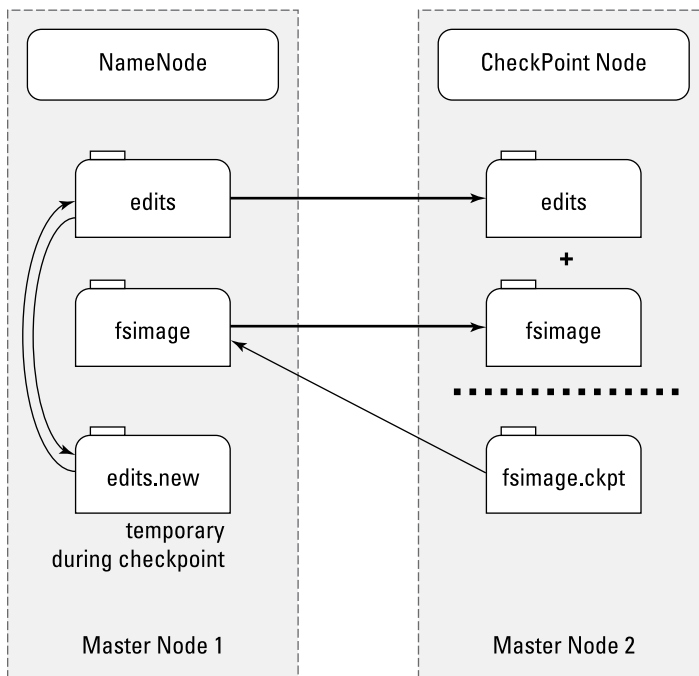 NameNode
CheckPoint Node
edits
edits
+
fsimage
fsimage
edits.new
fsimage.ckpt
temporary
during checkpoint
Master Node 1
Master Node 2